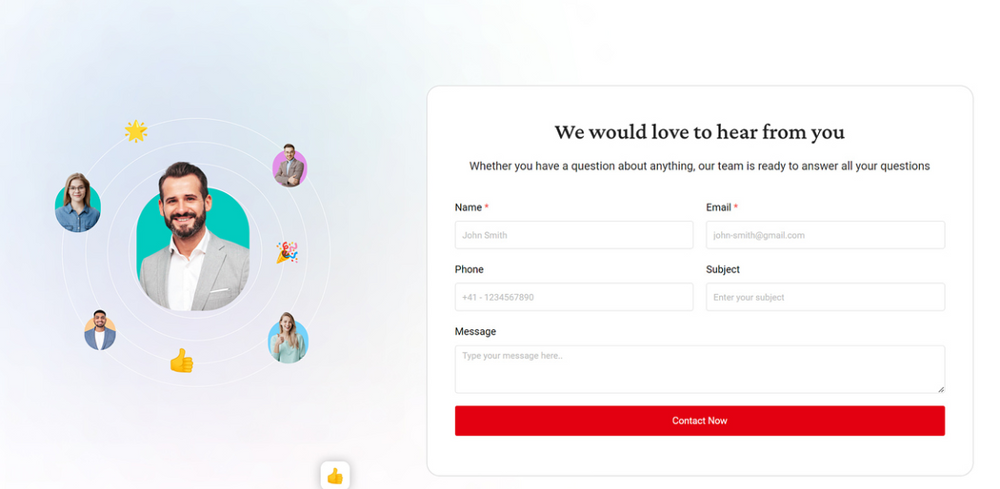 We would love to hear from you
Whether you have a question about anything, our team is ready to answer all your questions
Name *
Email *
John Smith
john-smith@gmail.com
Phone
Subject
+41 - 1234567890
Enter your subject
Message
Type your message here..
Contact Now